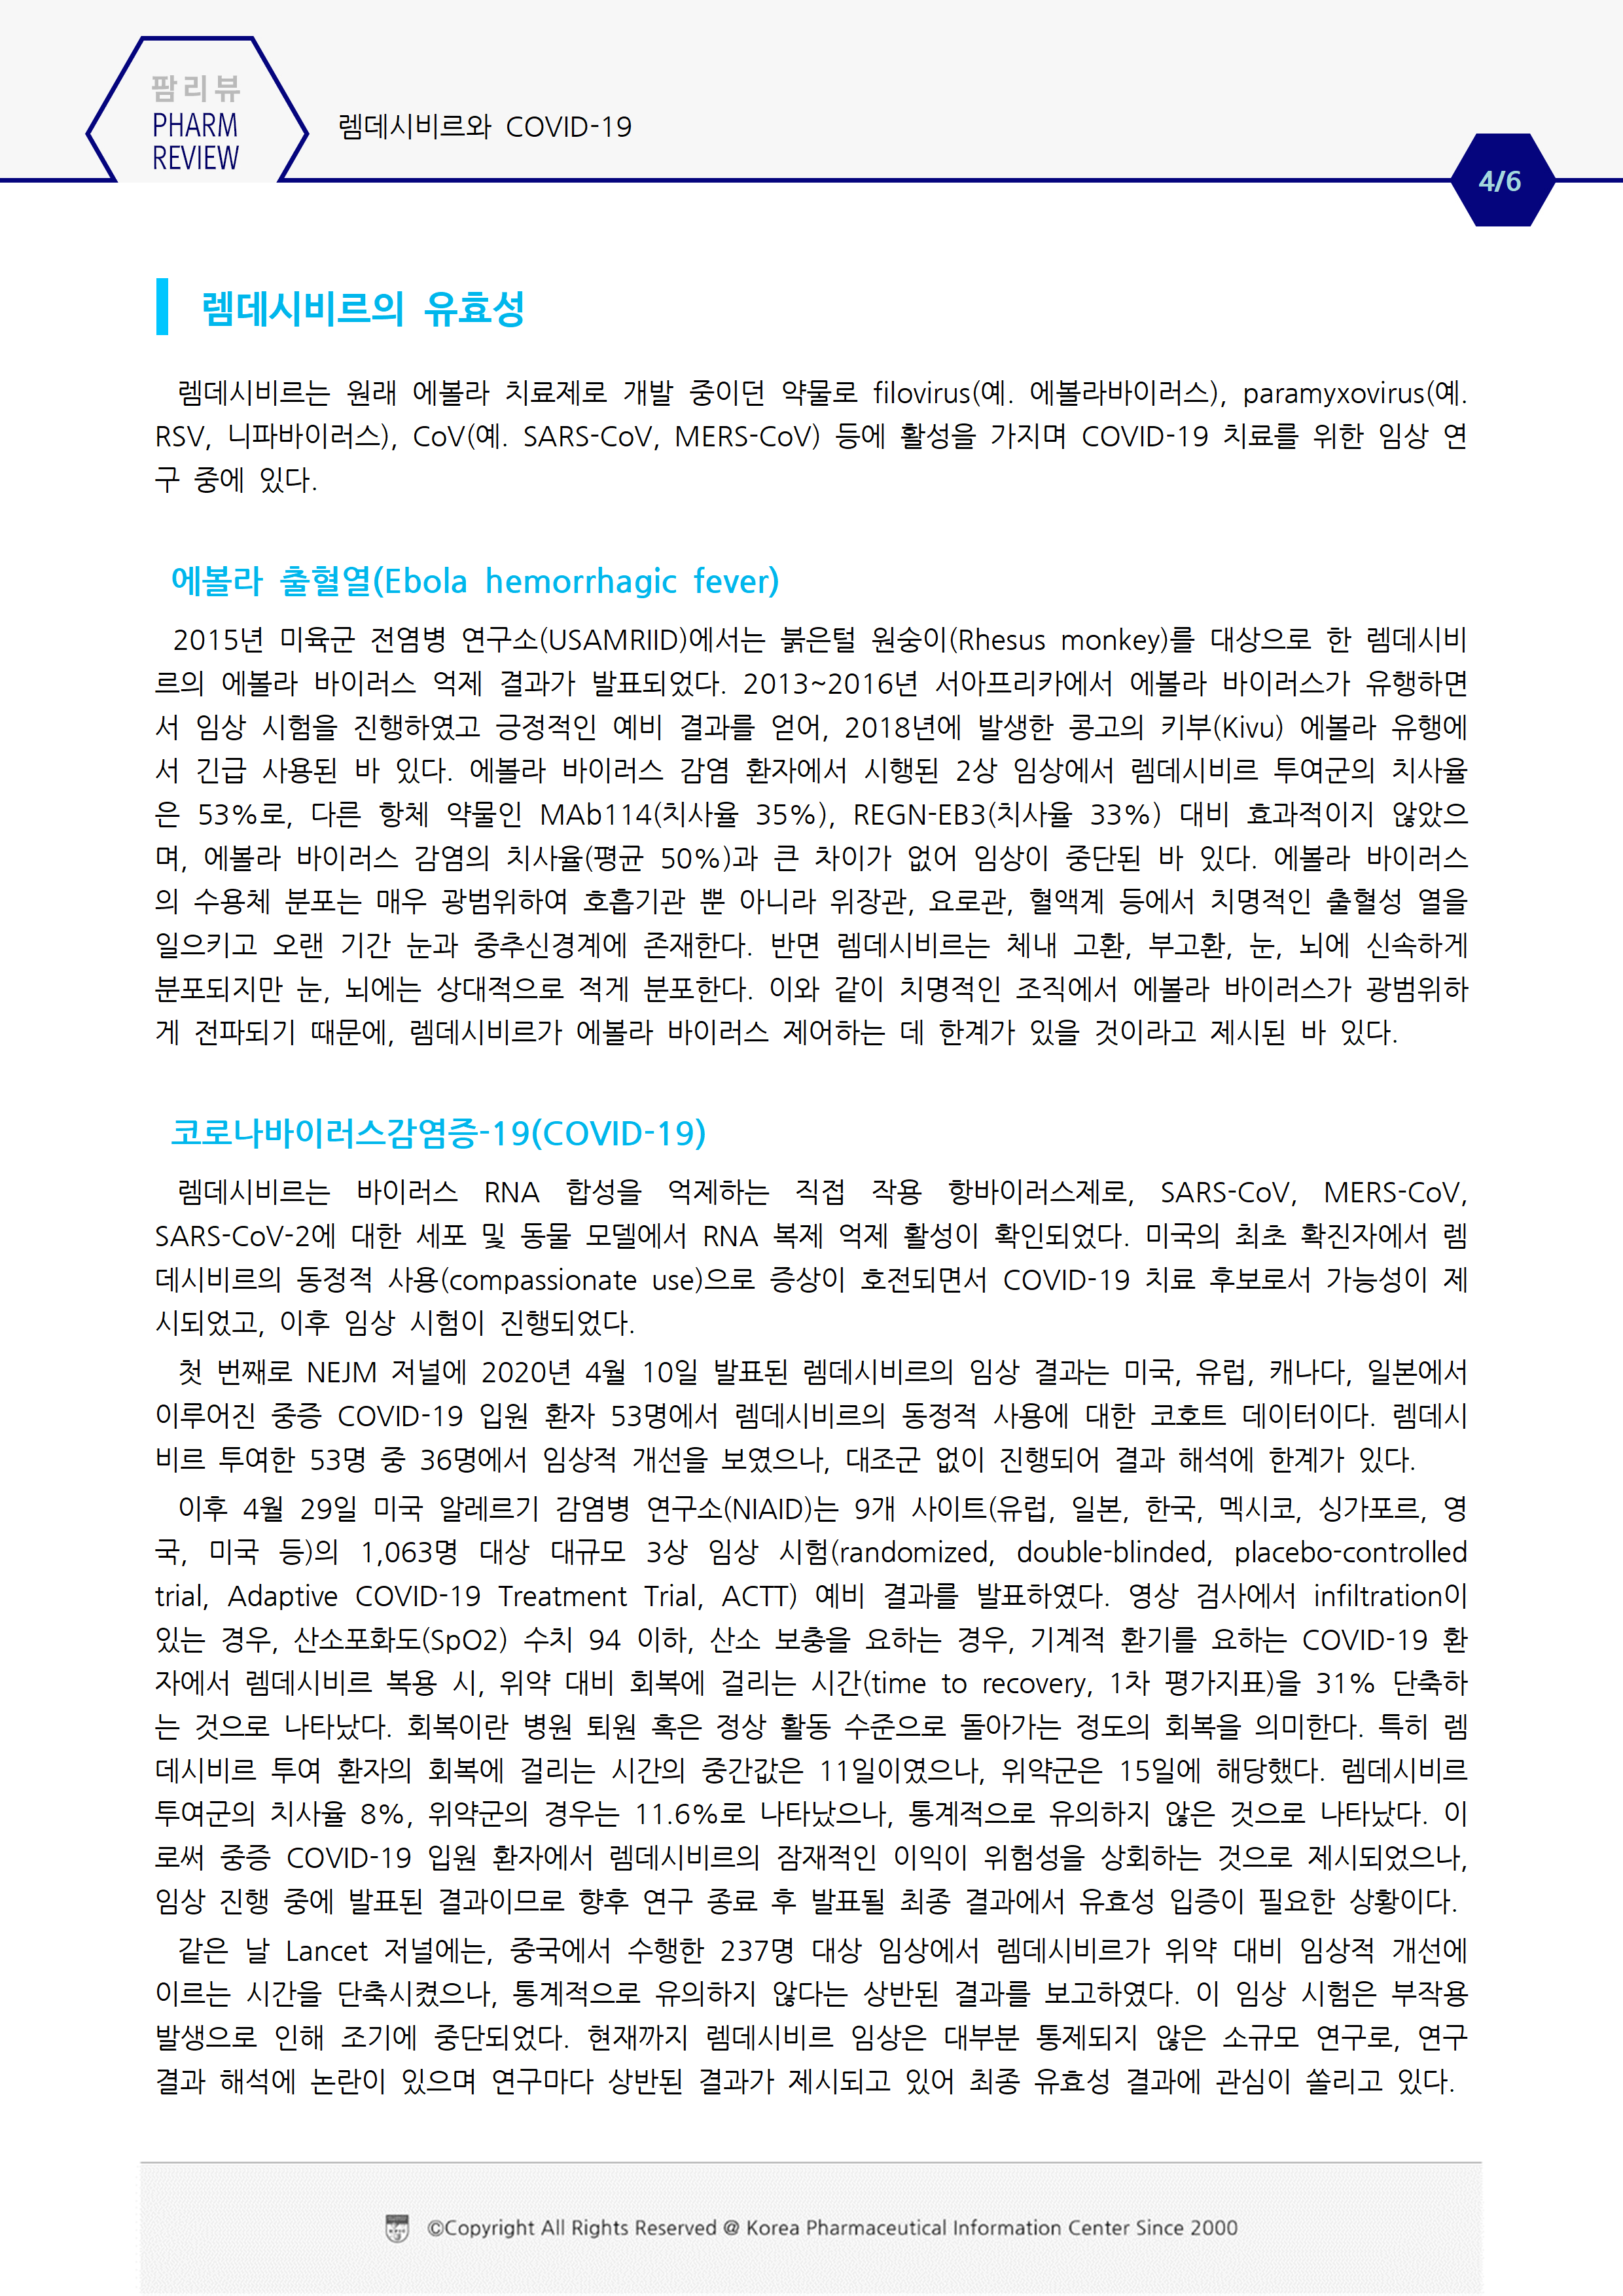 팜리뷰
PHARM
REVIEW
렘데시비르와 COVID-19
4/6
렘데시비르의 유효성
렘데시비르는 원래 에볼라 치료제로 개발 중이던 약물로 filovirus(예. 에볼라바이러스), paramyxovirus(예.
RSV, 니파바이러스), CoV(예. SARS-CoV, MERS-CoV) 등에 활성을 가지며 COVID-19 치료를 위한 임상 연
구 중에 있다.
에볼라 출혈열(Ebola hemorrhagic fever)
2015년 미육군 전염병 연구소(USAMRIID)에서는 붉은털 원숭이(Rhesus monkey)를 대상으로 한 렘데시비
르의 에볼라 바이러스 억제 결과가 발표되었다. 2013~2016년 서아프리카에서 에볼라 바이러스가 유행하면
서 임상 시험을 진행하였고 긍정적인 예비 결과를 얻어, 2018년에 발생한 콩고의 키부(Kivu) 에볼라 유행에
서 긴급 사용된 바 있다. 에볼라 바이러스 감염 환자에서 시행된 2상 임상에서 렘데시비르 투여군의 치사율
은 53%로, 다른 항체 약물인 MAb114(치사율 35%), REGN-EB3(치사율 33%) 대비 효과적이지 않았으
며, 에볼라 바이러스 감염의 치사율(평균 50%)과 큰 차이가 없어 임상이 중단된 바 있다. 에볼라 바이러스
의 수용체 분포는 매우 광범위하여 호흡기관 뿐 아니라 위장관, 요로관, 혈액계 등에서 치명적인 출혈성 열을
일으키고 오랜 기간 눈과 중추신경계에 존재한다. 반면 렘데시비르는 체내 고환, 부고환, 눈, 뇌에 신속하게
분포되지만 눈, 뇌에는 상대적으로 적게 분포한다. 이와 같이 치명적인 조직에서 에볼라 바이러스가 광범위하
게 전파되기 때문에, 렘데시비르가 에볼라 바이러스 제어하는 데 한계가 있을 것이라고 제시된 바 있다.
코로나바이러스감염증-19(COVID-19)
렘데시비르는 바이러스 RNA 합성을 억제하는 직접 작용 항바이러스제로, SARS-CoV, MERS-CoV,
SARS-CoV-2에 대한 세포 및 동물 모델에서 RNA 복제 억제 활성이 확인되었다. 미국의 최초 확진자에서 렘
데시비르의 동정적 사용(compassionate use)으로 증상이 호전되면서 COVID-19 치료 후보로서 가능성이 제
시되었고, 이후 임상 시험이 진행되었다.
첫 번째로 NEJM 저널에 2020년 4월 10일 발표된 렘데시비르의 임상 결과는 미국, 유럽, 캐나다, 일본에서
이루어진 중증 COVID-19 입원 환자 53명에서 렘데시비르의 동정적 사용에 대한 코호트 데이터이다. 렘데시
비르 투여한 53명 중 36명에서 임상적 개선을 보였으나, 대조군 없이 진행되어 결과 해석에 한계가 있다.
이후 4월 29일 미국 알레르기 감염병 연구소(NIAID)는 9개 사이트(유럽, 일본, 한국, 멕시코, 싱가포르, 영
국, 미국 등)의 1,063명 대상 대규모 3상 임상 시험(randomized, double-blinded, placebo-controlled
trial, Adaptive COVID-19 Treatment Trial, ACTT) 예비 결과를 발표하였다. 영상 검사에서 infiltration이
있는 경우, 산소포화도(SpO2) 수치 94 이하, 산소 보충을 요하는 경우, 기계적 환기를 요하는 COVID-19 환
자에서 렘데시비르 복용 시, 위약 대비 회복에 걸리는 시간(time to recovery, 1차 평가지표)을 31% 단축하
는 것으로 나타났다. 회복이란 병원 퇴원 혹은 정상 활동 수준으로 돌아가는 정도의 회복을 의미한다. 특히 렘
데시비르 투여 환자의 회복에 걸리는 시간의 중간값은 11일이였으나, 위약군은 15일에 해당했다. 렘데시비르
투여군의 치사율 8%, 위약군의 경우는 11.6%로 나타났으나, 통계적으로 유의하지 않은 것으로 나타났다. 이
로써 중증 COVID-19 입원 환자에서 렘데시비르의 잠재적인 이익이 위험성을 상회하는 것으로 제시되었으나,
임상 진행 중에 발표된 결과이므로 향후 연구 종료 후 발표될 최종 결과에서 유효성 입증이 필요한 상황이다.
같은 날 Lancet 저널에는, 중국에서 수행한 237명 대상 임상에서 렘데시비르가 위약 대비 임상적 개선에
이르는 시간을 단축시켰으나, 통계적으로 유의하지 않다는 상반된 결과를 보고하였다. 이 임상 시험은 부작용
발생으로 인해 조기에 중단되었다. 현재까지 렘데시비르 임상은 대부분 통제되지 않은 소규모 연구로, 연구
결과 해석에 논란이 있으며 연구마다 상반된 결과가 제시되고 있어 최종 유효성 결과에 관심이 쏠리고 있다.
©Copyright All Rights Reserved @ Korea Pharmaceutical Information Center Since 2000